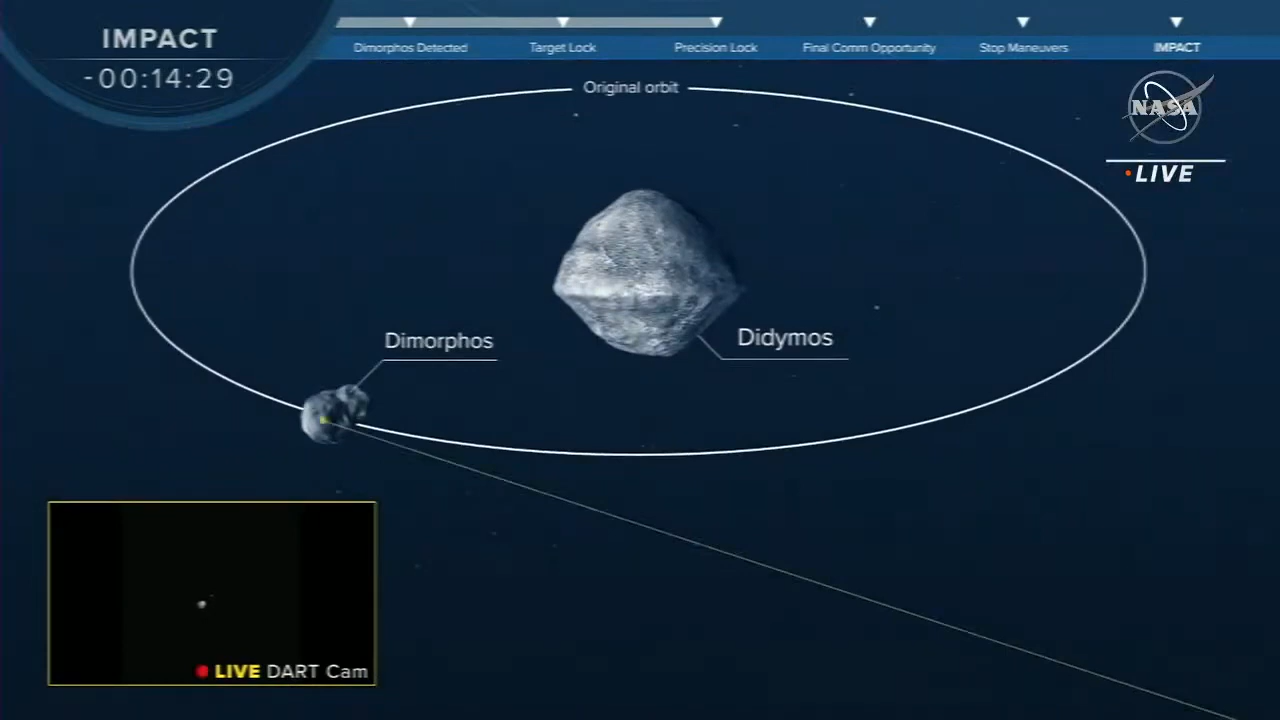 IMPACT
-00:14:29
Dimorphos Detected
Target Lock
Precision Lock
Final Comm Opportunity
Stop Maneuvers
IMPACT
Original orbit
NASA
LIVE
Dimorphos
Didymos
LIVE DART Cam